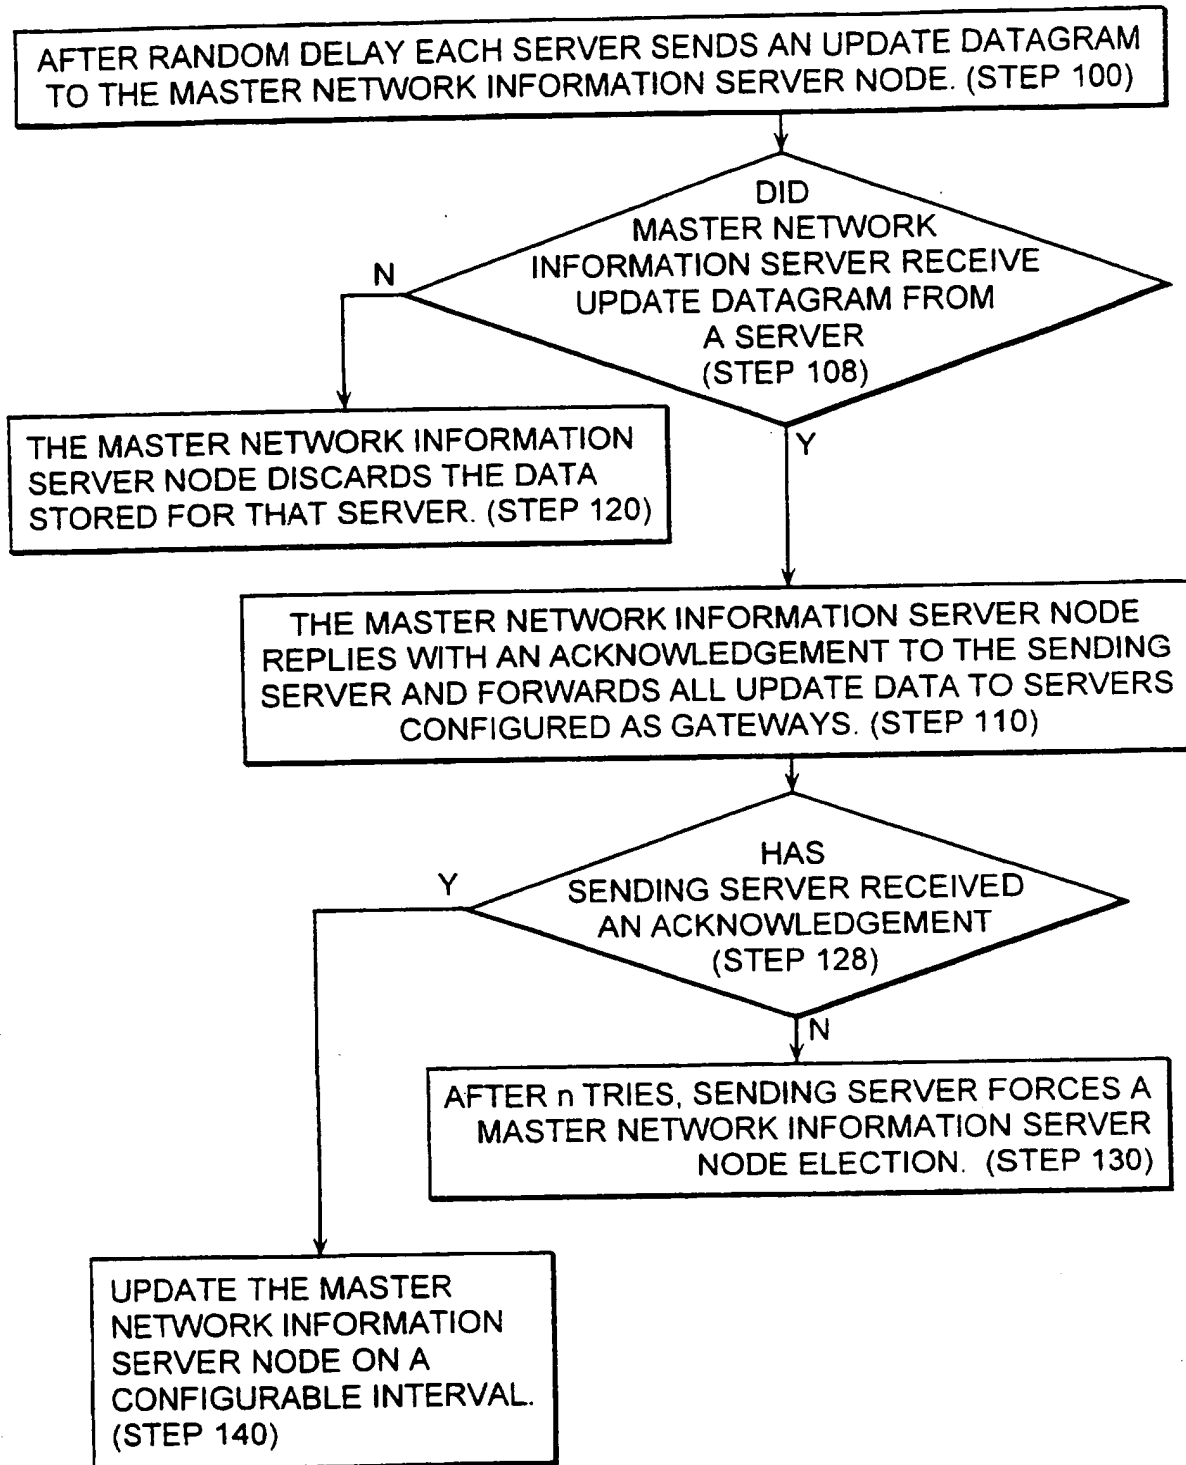 AFTER RANDOM DELAY EACH SERVER SENDS AN UPDATE DATAGRAM
TO THE MASTER NETWORK INFORMATION SERVER NODE. (STEP 100)
DID
MASTER NETWORK
INFORMATION SERVER RECEIVE
UPDATE DATAGRAM FROM
A SERVER
(STEP 108)
N
Y
THE MASTER NETWORK INFORMATION
SERVER NODE DISCARDS THE DATA
STORED FOR THAT SERVER. (STEP 120)
THE MASTER NETWORK INFORMATION SERVER NODE
REPLIES WITH AN ACKNOWLEDGEMENT TO THE SENDING
SERVER AND FORWARDS ALL UPDATE DATA TO SERVERS
CONFIGURED AS GATEWAYS. (STEP 110)
HAS
SENDING SERVER RECEIVED
AN ACKNOWLEDGEMENT
(STEP 128)
Y
N
AFTER n TRIES, SENDING SERVER FORCES A
MASTER NETWORK INFORMATION SERVER
NODE ELECTION. (STEP 130)
UPDATE THE MASTER
NETWORK INFORMATION
SERVER NODE ON A
CONFIGURABLE INTERVAL.
(STEP 140)